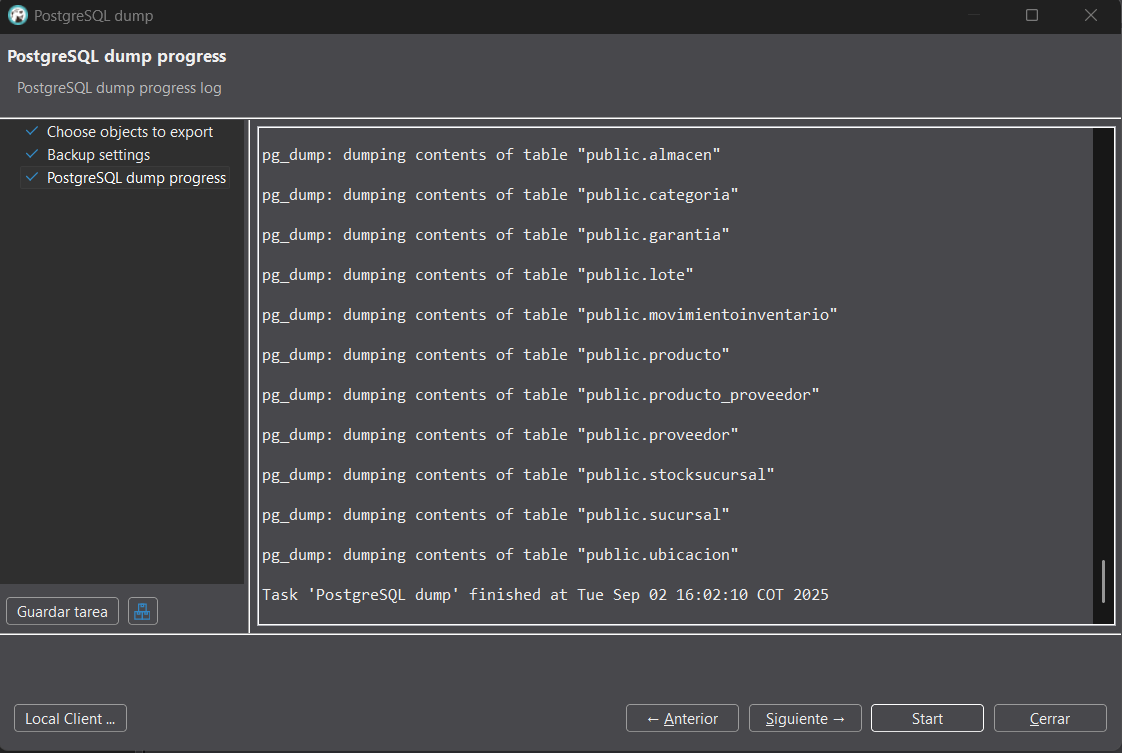 PostgreSQL dump
PostgreSQL dump progress
PostgreSQL dump progress log
Choose objects to export
Backup settings
PostgreSQL dump progress
pg_dump: dumping contents of table "public.almacen"
pg_dump: dumping contents of table "public.categoria"
pg_dump: dumping contents of table "public.garantia"
pg_dump: dumping contents of table "public.lote"
pg_dump: dumping contents of table "public.movimientoinventario"
pg_dump: dumping contents of table "public.producto"
pg_dump: dumping contents of table "public.producto_proveedor"
pg_dump: dumping contents of table "public.proveedor"
pg_dump: dumping contents of table "public.stocksucursal"
pg_dump: dumping contents of table "public.sucursal"
pg_dump: dumping contents of table "public.ubicacion"
Task 'PostgreSQL dump' finished at Tue Sep 02 16:02:10 COT 2025
Guardar tarea
Local Client ...
← Anterior
Siguiente →
Start
Cerrar